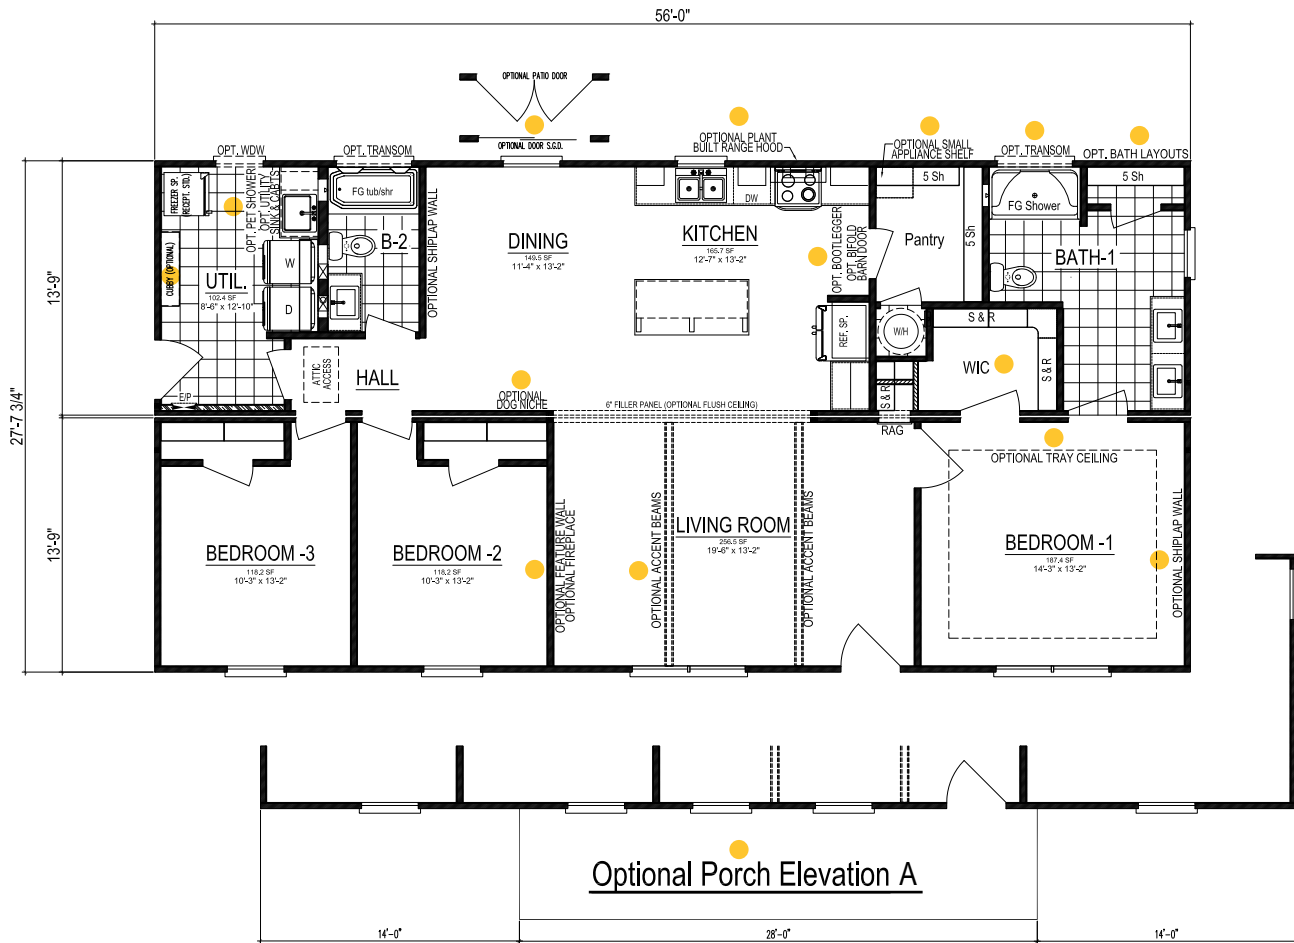 56'-0"
OPTIONAL PATIO DOOR
OPTIONAL DOOR S.G.D.
OPTIONAL PLANT
BUILT RANGE HOOD
OPTIONAL SMALL
APPLIANCE SHELF
OPT. WDW
OPT. TRANSOM
OPT. TRANSOM
OPT. BATH LAYOUTS
13'-9"
27'-7 3/4"
13'-9"
FREEZER SP.
(RECEPT. STD.)
OPT. PET SHOWER
OPT. UTILITY
SINK & CABITS
CUBBY (OPTIONAL)
UTIL.
102.4 SF
8'-6" x 12'-10"
W
D
E/P
FG tub/shr
B-2
OPTIONAL SHIPLAP WALL
DINING
149.5 SF
11'-4" x 13'-2"
KITCHEN
165.7 SF
12'-7" x 13'-2"
DW
OPT. BOOTLEGGER
OPT. BIFOLD
BARN DOOR
REF. SP.
5 Sh
5 Sh
Pantry
W/H
FG Shower
5 Sh
BATH-1
S & R
S & R
WIC
S & R
RAG
ATTIC
ACCESS
HALL
OPTIONAL
DOG NICHE
6" FILLER PANEL (OPTIONAL FLUSH CEILING)
BEDROOM -3
118.2 SF
10'-3" x 13'-2"
BEDROOM -2
118.2 SF
10'-3" x 13'-2"
OPTIONAL FEATURE WALL
OPTIONAL FIREPLACE
OPTIONAL ACCENT BEAMS
LIVING ROOM
256.5 SF
19'-6" x 13'-2"
OPTIONAL ACCENT BEAMS
OPTIONAL TRAY CEILING
BEDROOM -1
187.4 SF
14'-3" x 13'-2"
OPTIONAL SHIPLAP WALL
Optional Porch Elevation A
14'-0"
28'-0"
14'-0"